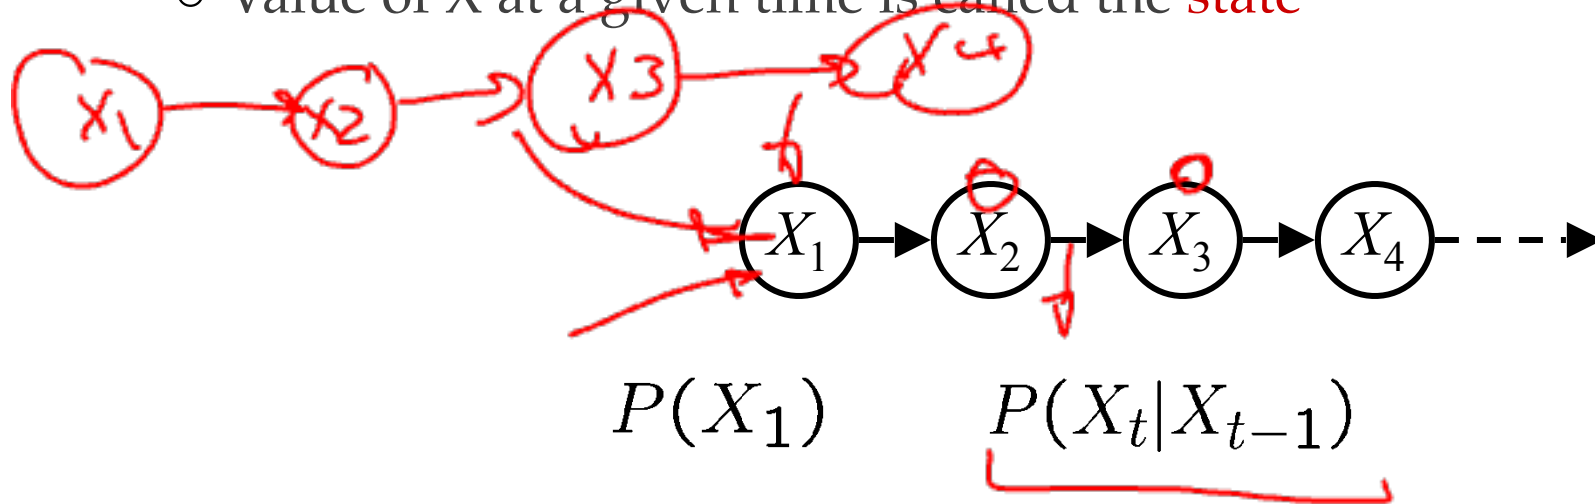 ○ Value of X at a given time is called the state
X1 X2 X3 X4
X₁ X₂ X₃ X₄
P(X₁) P(Xₜ|Xₜ₋₁)